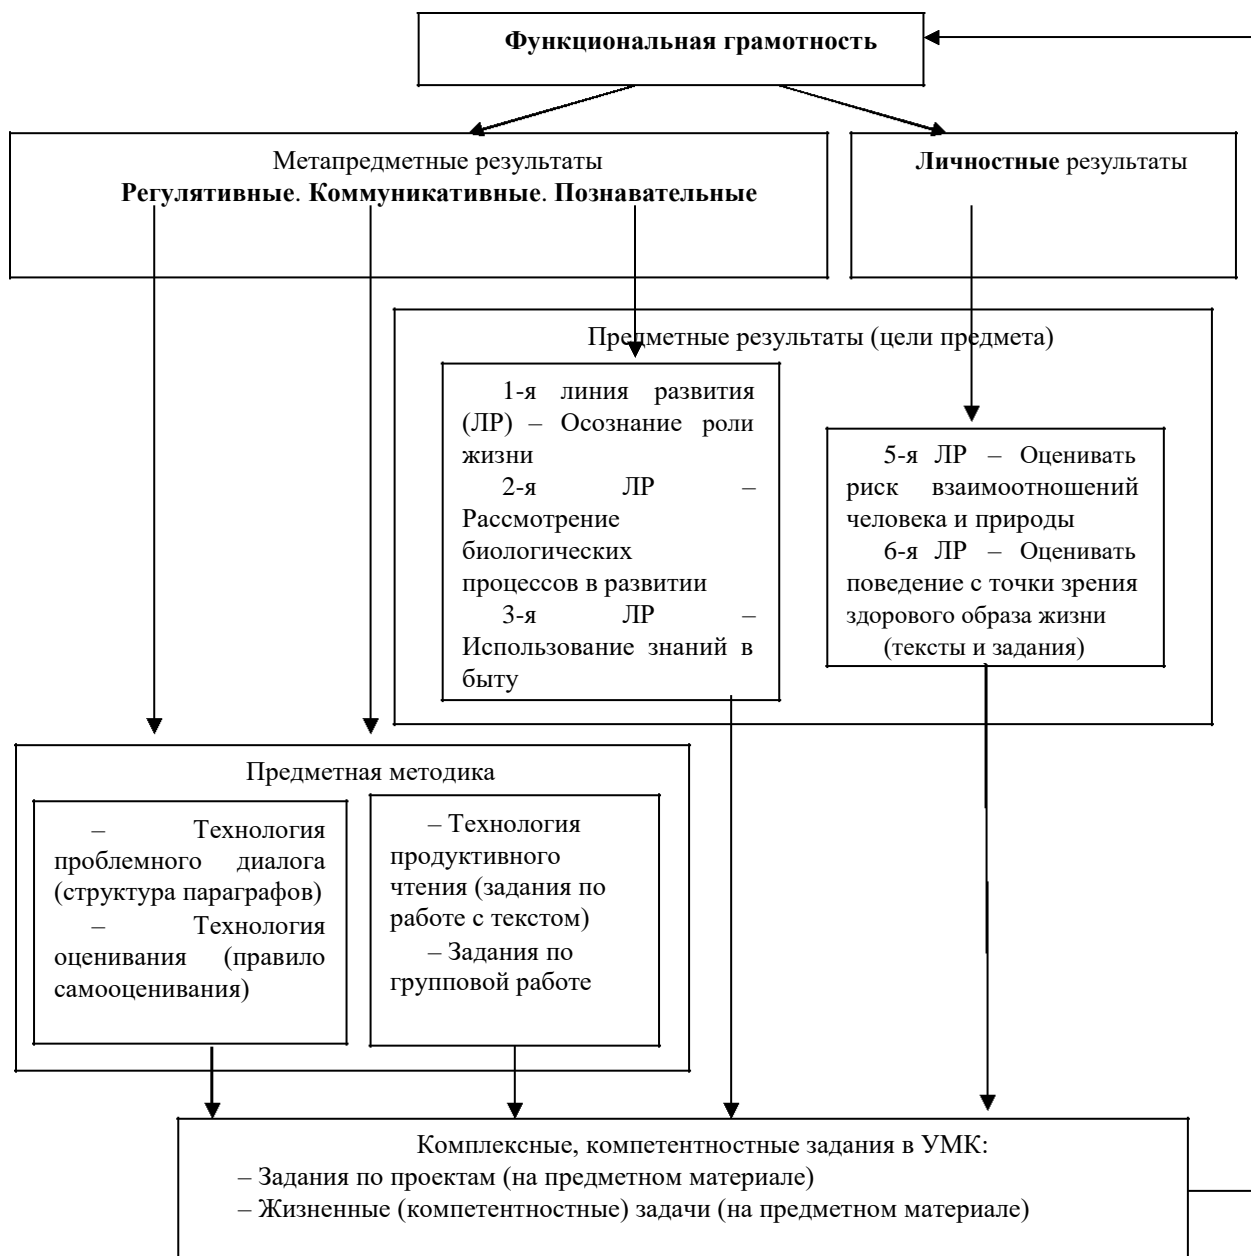 Функциональная грамотность
Метапредметные результаты
Регулятивные. Коммуникативные. Познавательные
Личностные результаты
Предметные результаты (цели предмета)
1-я линия развития
(ЛР) – Осознание роли
жизни
2-я ЛР –
Рассмотрение
биологических
процессов в развитии
3-я ЛР –
Использование знаний в
быту
5-я ЛР – Оценивать
риск взаимоотношений
человека и природы
6-я ЛР – Оценивать
поведение с точки зрения
здорового образа жизни
(тексты и задания)
Предметная методика
– Технология
проблемного диалога
(структура параграфов)
– Технология
оценивания (правило
самооценивания)
– Технология
продуктивного
чтения (задания по
работе с текстом)
– Задания по
групповой работе
Комплексные, компетентностные задания в УМК:
– Задания по проектам (на предметном материале)
– Жизненные (компетентностные) задачи (на предметном материале)